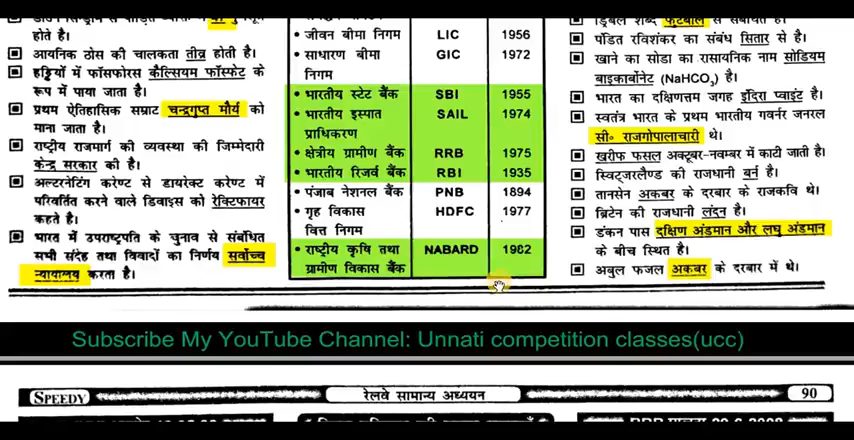 होते है।
आयनिक ठोस की चालकता तीव्र होती है।
हड्डियों में फॉसफोरस कैल्सियम फॉस्फेट के
रूप में पाया जाता है।
प्रथम ऐतिहासिक सम्राट चन्द्रगुप्त मौर्य को
माना जाता है।
राष्ट्रीय राजमार्ग की व्यवस्था की जिम्मेदारी
केन्द्र सरकार की है।
अल्टरनेटिंग करेण्ट से डायरेक्ट करेण्ट में
परिवर्तित करने वाले डिवाइस को रेक्टिफायर
कहते है।
भारत में उपराष्ट्रपति के चुनाव से संबंधित
सभी संदेह तथा विवादों का निर्णय सर्वोच्च
न्यायालय करता है।
• जीवन बीमा निगम LIC 1956
• साधारण बीमा GIC 1972
निगम
• भारतीय स्टेट बैंक SBI 1955
• भारतीय इस्पात SAIL 1974
प्राधिकरण
• क्षेत्रीय ग्रामीण बैंक RRB 1975
• भारतीय रिजर्व बैंक RBI 1935
• पंजाब नेशनल बैंक PNB 1894
• गृह विकास HDFC 1977
वित्त निगम
• राष्ट्रीय कृषि तथा NABARD 1982
ग्रामीण विकास बैंक
ड्रिबल शब्द फुटबॉल से संबंधित है।
पंडित रविशंकर का संबंध सितार से है।
खाने का सोडा का रासायनिक नाम सोडियम
बाइकार्बोनेट (NaHCO₃) है।
भारत का दक्षिणत्तम जगह इंदिरा प्वाइंट है।
स्वतंत्र भारत के प्रथम भारतीय गवर्नर जनरल
सी० राजगोपालाचारी थे।
खरीफ फसल अक्टूबर-नवम्बर में काटी जाती है।
स्विट्जरलैण्ड की राजधानी बर्न है।
तानसेन अकबर के दरबार के राजकवि थे।
ब्रिटेन की राजधानी लंदन है।
डंकन पास दक्षिण अंडमान और लघु अंडमान
के बीच स्थित है।
अबुल फजल अकबर के दरबार में थे।
Subscribe My YouTube Channel: Unnati competition classes(ucc)
SPEEDY रेलवे सामान्य अध्ययन 90